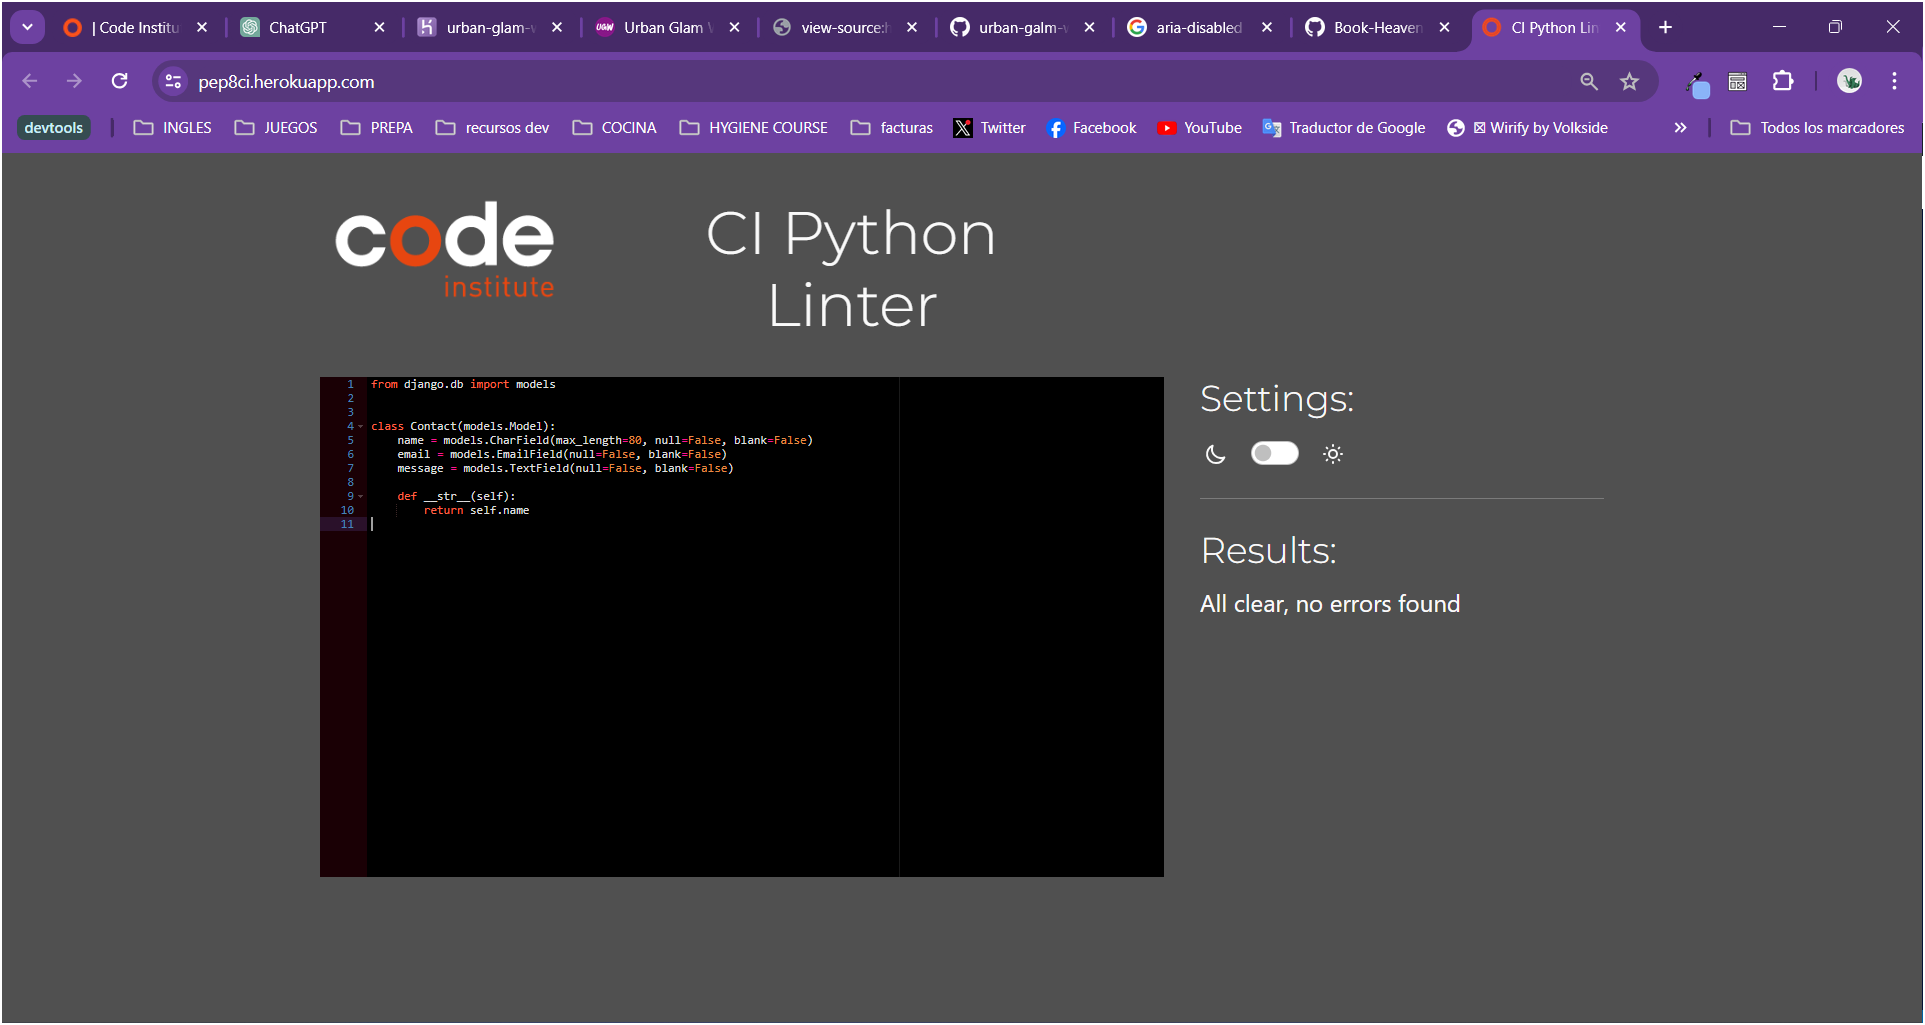 | Code Institu
ChatGPT
urban-glam-w
Urban Glam W
view-source:h
urban-galm-w
aria-disabled
Book-Heaven
CI Python Lin
pep8ci.herokuapp.com
devtools
INGLES
JUEGOS
PREPA
recursos dev
COCINA
HYGIENE COURSE
facturas
Twitter
Facebook
YouTube
Traductor de Google
Wirify by Volkside
Todos los marcadores
code
institute
CI Python
Linter
1 from django.db import models
2
3
4 class Contact(models.Model):
5     name = models.CharField(max_length=80, null=False, blank=False)
6     email = models.EmailField(null=False, blank=False)
7     message = models.TextField(null=False, blank=False)
8
9     def __str__(self):
10         return self.name
11
Settings:
Results:
All clear, no errors found